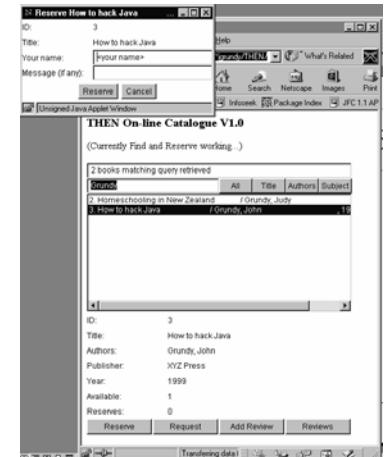 Reserve How to hack Java ...
ID: 3
Title: How to hack Java
Your name: <your name>
Message (if any):
Reserve Cancel
Unsigned Java Applet Window
Help
grundy/THEN/ What's Related
Home Search Netscape Images Print
Infoseek Package Index JFC 1.1 AP
THEN On-line Catalogue V1.0
(Currently Find and Reserve working...)
2 books matching query retrieved
Grundy All Title Authors Subject
2. Homeschooling in New Zealand / Grundy, Judy
3. How to hack Java / Grundy, John , 19
ID: 3
Title: How to hack Java
Authors: Grundy, John
Publisher: XYZ Press
Year: 1999
Available: 1
Reserves: 0
Reserve Request Add Review Reviews
Transfering data